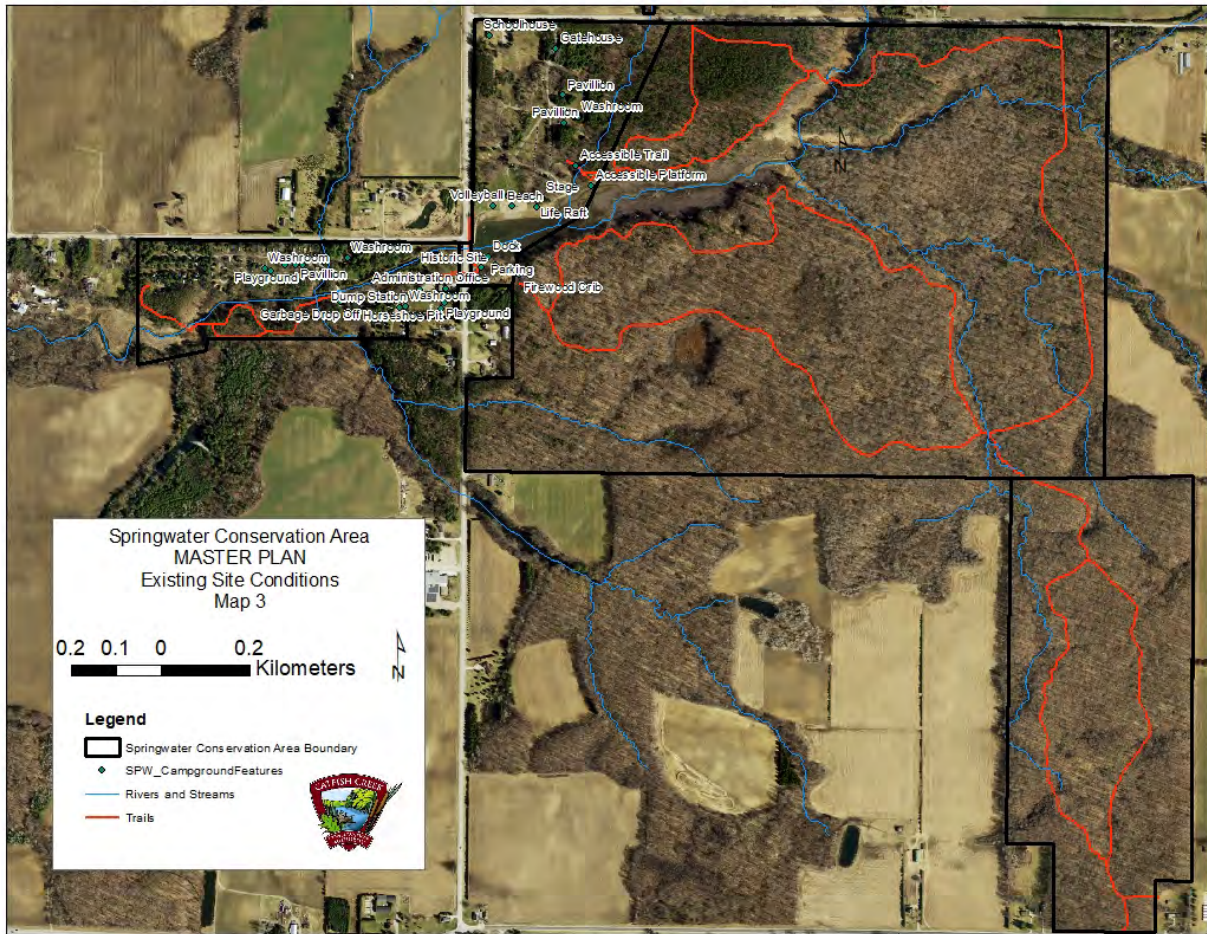 Schoolhouse
Gatehouse
Pavillion
Pavillion Washroom
Accessible Trail
Accessible Platform
Stage
Volleyball Beach
Life Raft
Dock
Washroom
Historic Site
Washroom
Parking
Playground Pavillion
Administration Office
Firewood Crib
Dump Station Washroom
Garbage Drop Off Horseshoe Pit Playground
N
Springwater Conservation Area
MASTER PLAN
Existing Site Conditions
Map 3
0.2 0.1 0 0.2
Kilometers
N
Legend
Springwater Conservation Area Boundary
SPW_CampgroundFeatures
Rivers and Streams
Trails
CATFISH CREEK